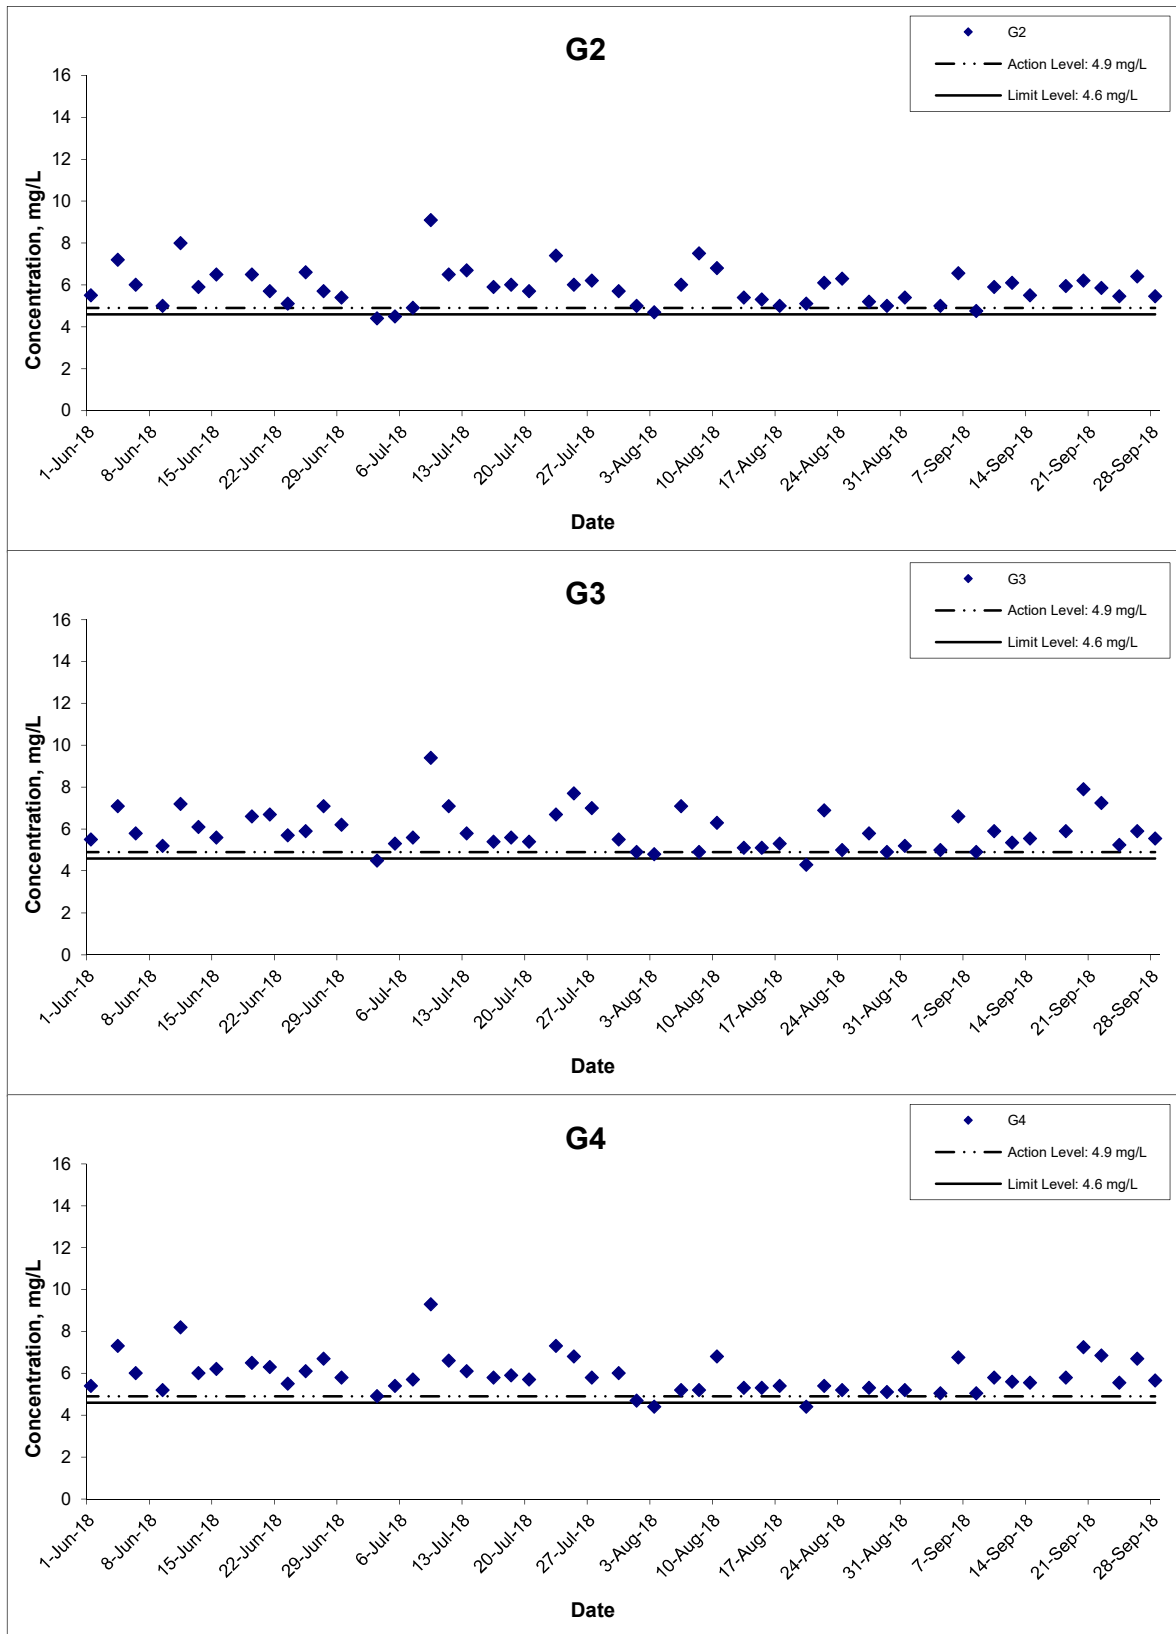 G2
G2
Action Level: 4.9 mg/L
Limit Level: 4.6 mg/L
Concentration, mg/L
16
14
12
10
8
6
4
2
0
1-Jun-18
8-Jun-18
15-Jun-18
22-Jun-18
29-Jun-18
6-Jul-18
13-Jul-18
20-Jul-18
27-Jul-18
3-Aug-18
10-Aug-18
17-Aug-18
24-Aug-18
31-Aug-18
7-Sep-18
14-Sep-18
21-Sep-18
28-Sep-18
Date
G3
G3
Action Level: 4.9 mg/L
Limit Level: 4.6 mg/L
Concentration, mg/L
16
14
12
10
8
6
4
2
0
1-Jun-18
8-Jun-18
15-Jun-18
22-Jun-18
29-Jun-18
6-Jul-18
13-Jul-18
20-Jul-18
27-Jul-18
3-Aug-18
10-Aug-18
17-Aug-18
24-Aug-18
31-Aug-18
7-Sep-18
14-Sep-18
21-Sep-18
28-Sep-18
Date
G4
G4
Action Level: 4.9 mg/L
Limit Level: 4.6 mg/L
Concentration, mg/L
16
14
12
10
8
6
4
2
0
1-Jun-18
8-Jun-18
15-Jun-18
22-Jun-18
29-Jun-18
6-Jul-18
13-Jul-18
20-Jul-18
27-Jul-18
3-Aug-18
10-Aug-18
17-Aug-18
24-Aug-18
31-Aug-18
7-Sep-18
14-Sep-18
21-Sep-18
28-Sep-18
Date